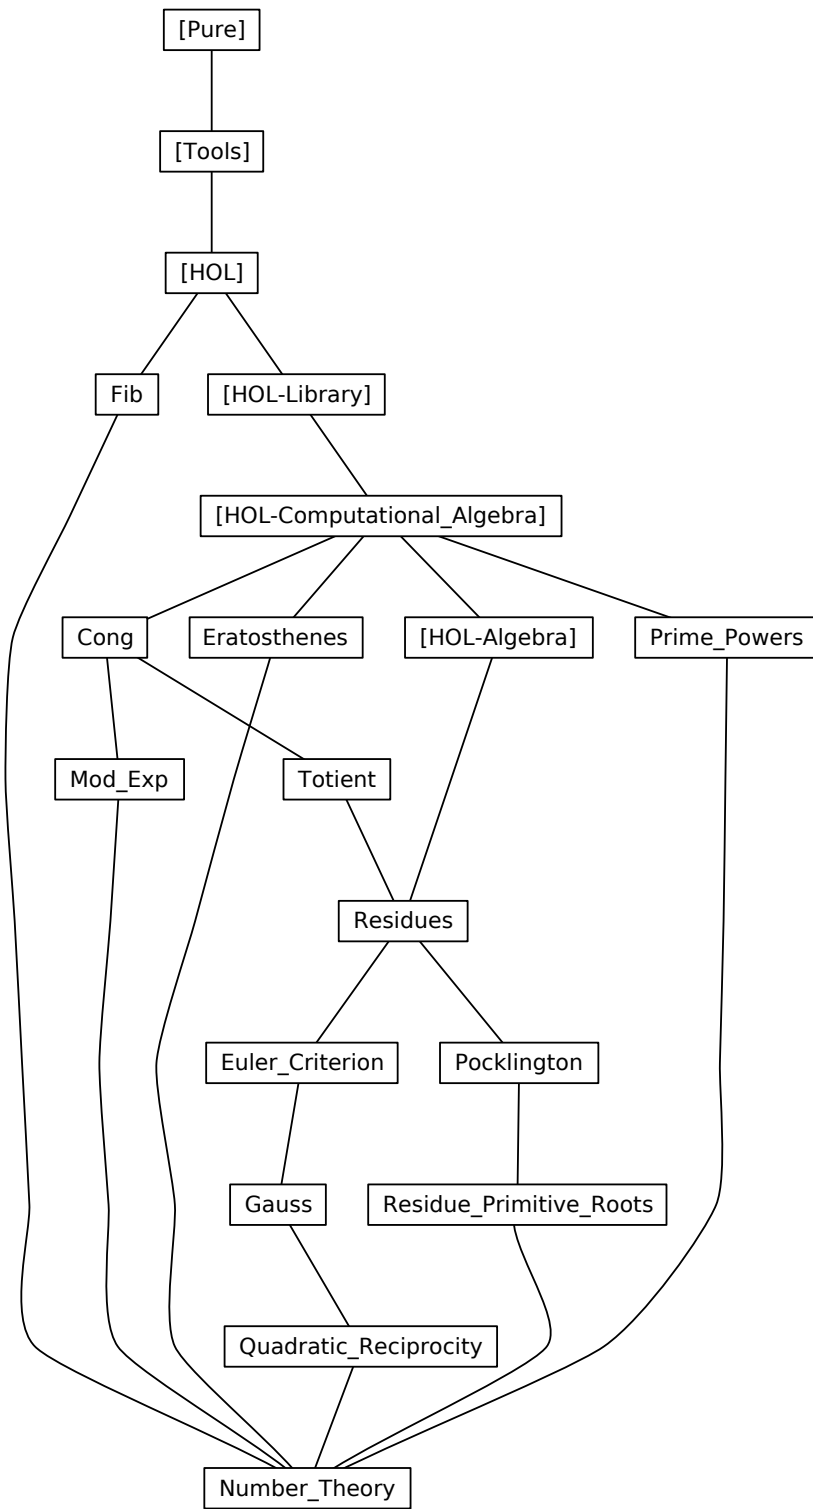 [Pure]
[Tools]
[HOL]
Fib
[HOL-Library]
[HOL-Computational_Algebra]
Cong
Eratosthenes
[HOL-Algebra]
Prime_Powers
Mod_Exp
Totient
Residues
Euler_Criterion
Pocklington
Gauss
Residue_Primitive_Roots
Quadratic_Reciprocity
Number_Theory